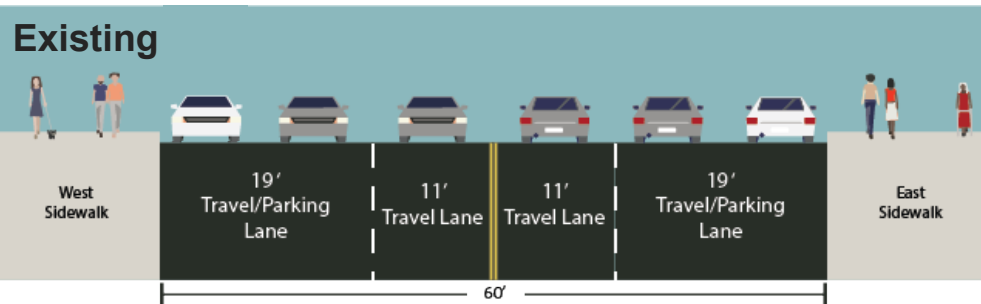 Existing
West
Sidewalk
19′
Travel/Parking
Lane
11′
Travel Lane
11′
Travel Lane
19′
Travel/Parking
Lane
East
Sidewalk
60′